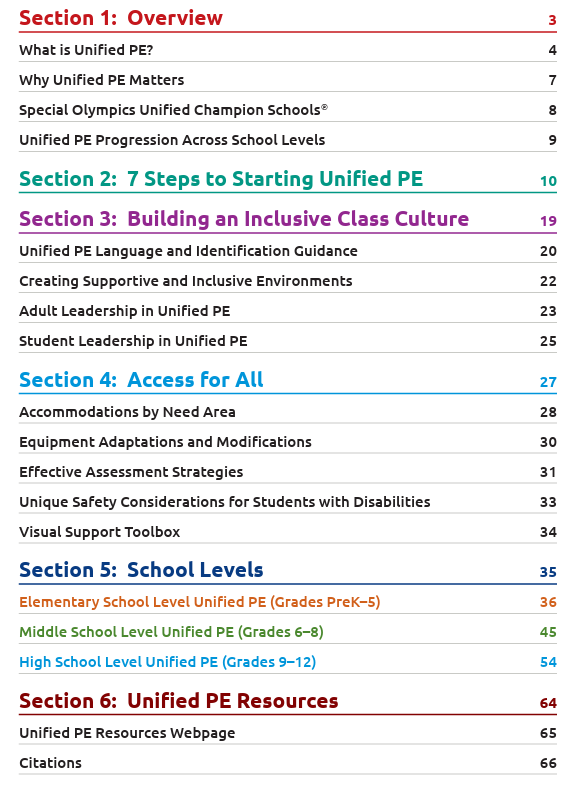 Section 1: Overview 3
What is Unified PE? 4
Why Unified PE Matters 7
Special Olympics Unified Champion Schools® 8
Unified PE Progression Across School Levels 9
Section 2: 7 Steps to Starting Unified PE 10
Section 3: Building an Inclusive Class Culture 19
Unified PE Language and Identification Guidance 20
Creating Supportive and Inclusive Environments 22
Adult Leadership in Unified PE 23
Student Leadership in Unified PE 25
Section 4: Access for All 27
Accommodations by Need Area 28
Equipment Adaptations and Modifications 30
Effective Assessment Strategies 31
Unique Safety Considerations for Students with Disabilities 33
Visual Support Toolbox 34
Section 5: School Levels 35
Elementary School Level Unified PE (Grades PreK–5) 36
Middle School Level Unified PE (Grades 6–8) 45
High School Level Unified PE (Grades 9–12) 54
Section 6: Unified PE Resources 64
Unified PE Resources Webpage 65
Citations 66